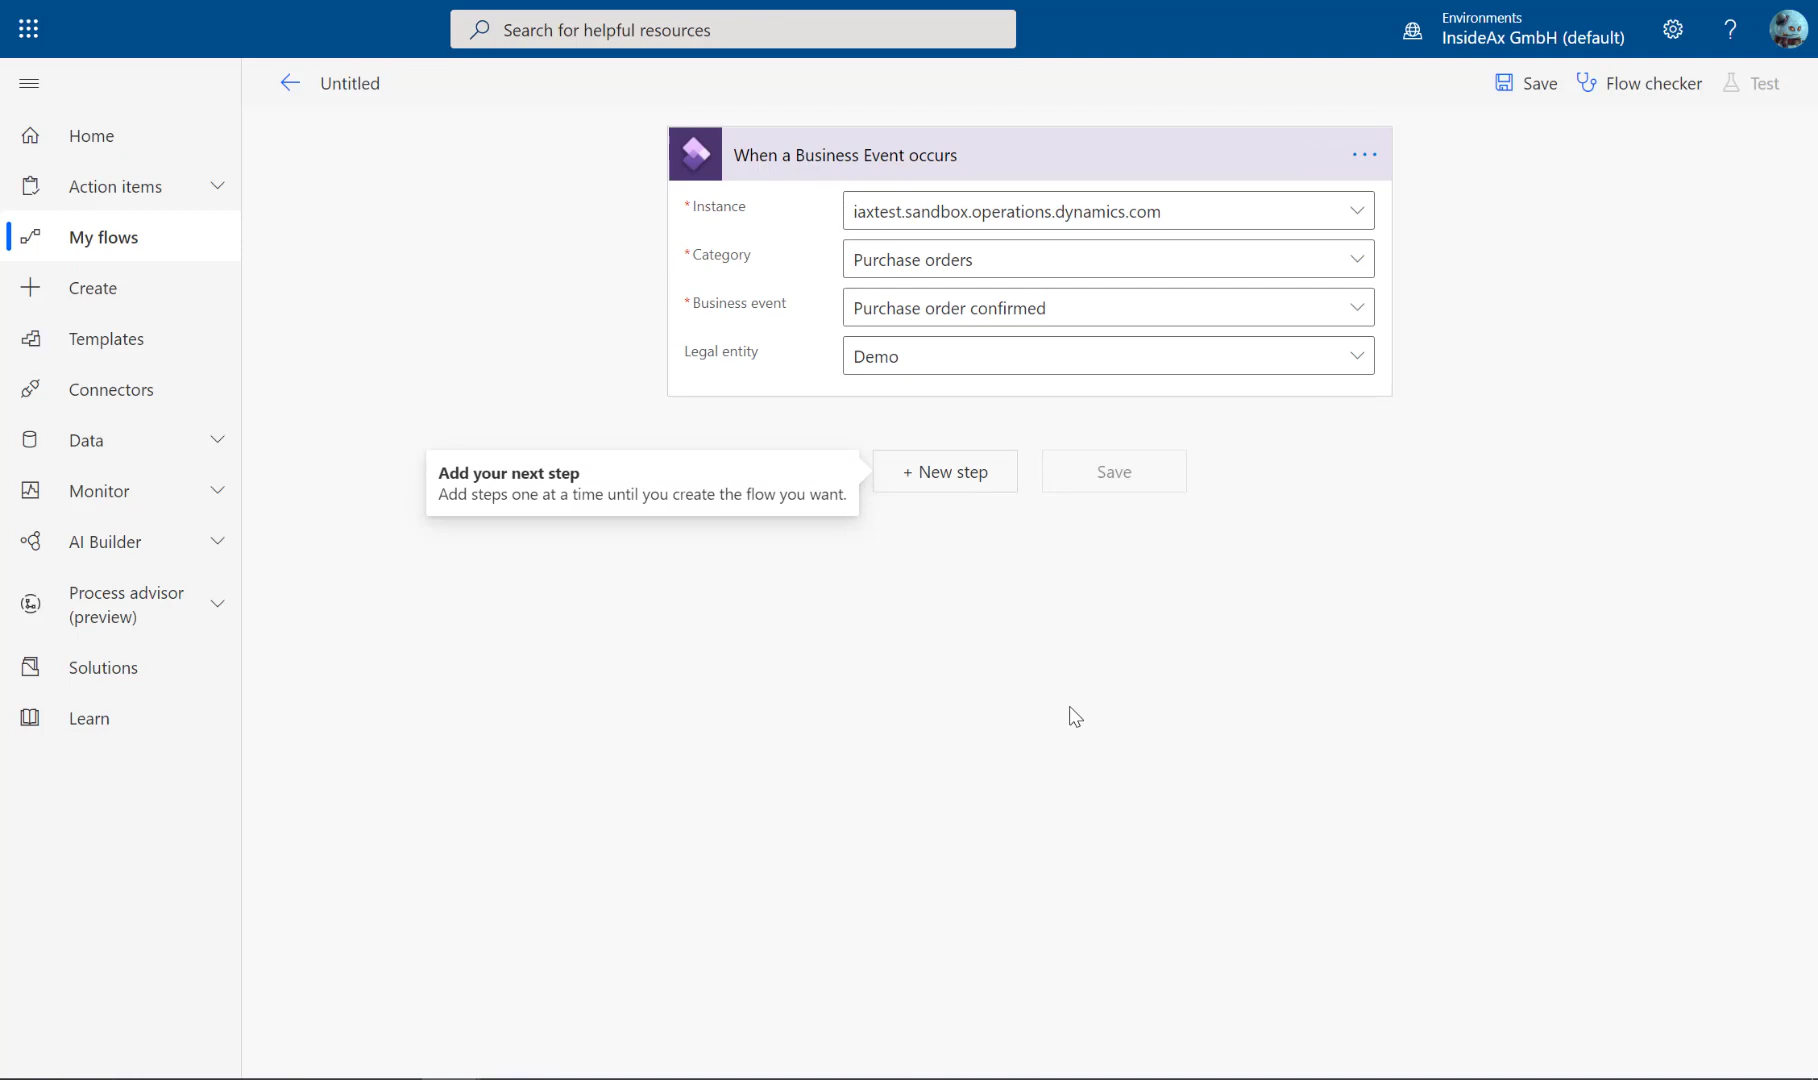 Search for helpful resources
Environments
InsideAx GmbH (default)
Untitled
Save
Flow checker
Test
Home
Action items
My flows
Create
Templates
Connectors
Data
Monitor
AI Builder
Process advisor
(preview)
Solutions
Learn
When a Business Event occurs
* Instance
iaxtest.sandbox.operations.dynamics.com
* Category
Purchase orders
* Business event
Purchase order confirmed
Legal entity
Demo
Add your next step
Add steps one at a time until you create the flow you want.
+ New step
Save